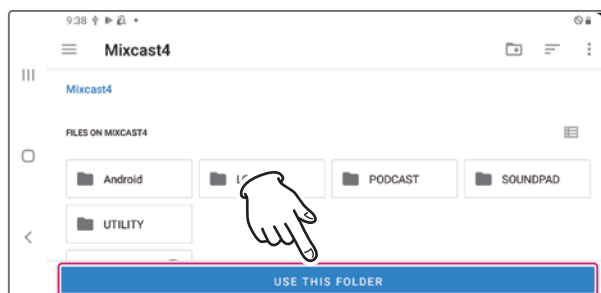 9:38
Mixcast4
Mixcast4
FILES ON MIXCAST4
Android
PODCAST
SOUNDPAD
UTILITY
USE THIS FOLDER